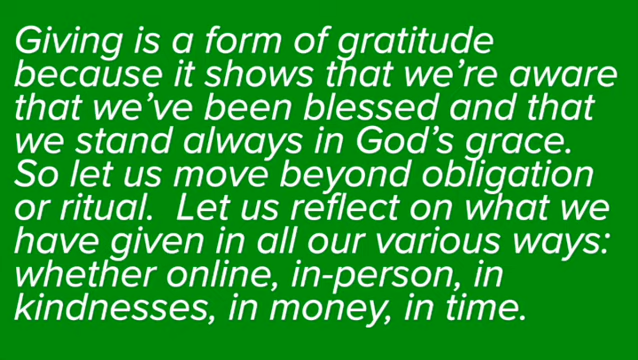 Giving is a form of gratitude
because it shows that we're aware
that we've been blessed and that
we stand always in God's grace.
So let us move beyond obligation
or ritual.  Let us reflect on what we
have given in all our various ways:
whether online, in-person, in
kindnesses, in money, in time.